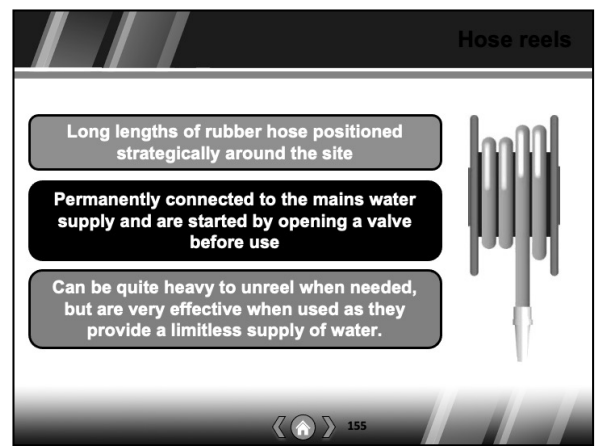 Hose reels
Long lengths of rubber hose positioned
strategically around the site
Permanently connected to the mains water
supply and are started by opening a valve
before use
Can be quite heavy to unreel when needed,
but are very effective when used as they
provide a limitless supply of water.
155